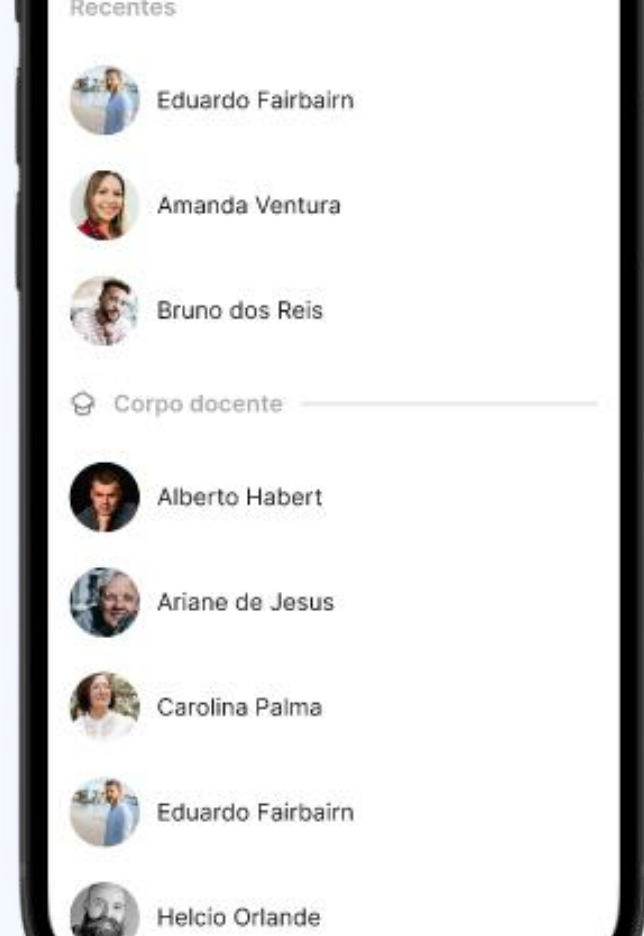 Recentes
Eduardo Fairbairn
Amanda Ventura
Bruno dos Reis
Corpo docente
Alberto Habert
Ariane de Jesus
Carolina Palma
Eduardo Fairbairn
Helcio Orlande